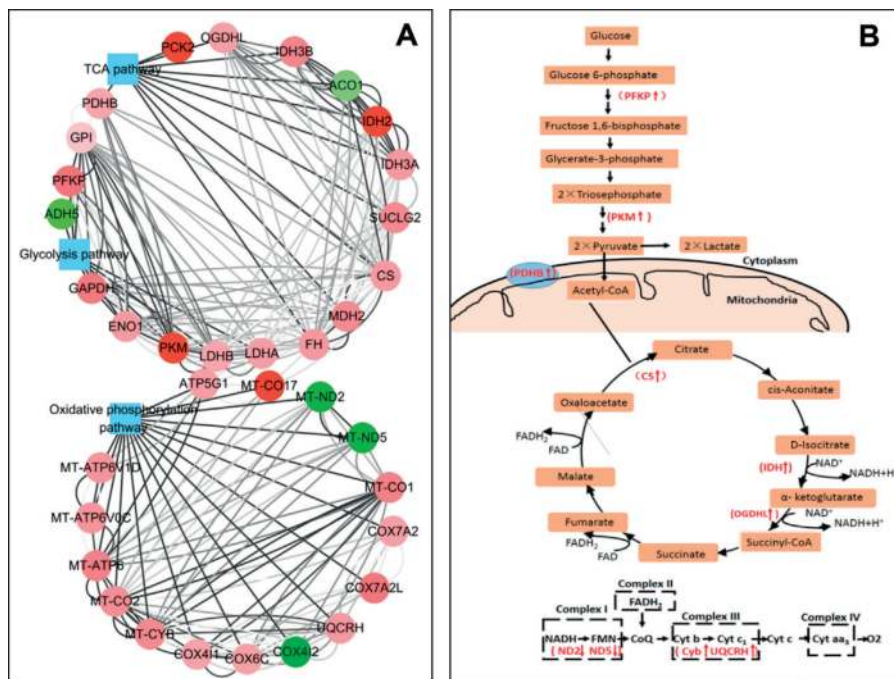 A
PCK2
OGDHL
IDH3B
TCA pathway
ACO1
PDHB
IDH2
GPI
IDH3A
PFKP
SUCLG2
ADH5
Glycolysis pathway
CS
GAPDH
MDH2
ENO1
FH
PKM
LDHB
LDHA
ATP5G1
MT-CO17
MT-ND2
Oxidative phosphorylation
pathway
MT-ND5
MT-ATP6V1D
MT-CO1
MT-ATP6V0C
COX7A2
MT-ATP6
COX7A2L
MT-CO2
MT-CYB
UQCRH
COX4I1
COX6C
COX4I2
B
Glucose
Glucose 6-phosphate
(PFKP↑)
Fructose 1,6-bisphosphate
Glycerate-3-phosphate
2×Triosephosphate
(PKM↑)
2×Pyruvate
2×Lactate
Cytoplasm
(PDHB↑)
Acetyl-CoA
Mitochondria
Citrate
(CS↑)
cis-Aconitate
Oxaloacetate
FADH2
FAD
D-Isocitrate
(IDH↑)
NAD+
NADH+H
Malate
α- ketoglutarate
(OGDHL↑)
NAD+
NADH+H+
Fumarate
Succinyl-CoA
FADH2
FAD
Succinate
Complex II
FADH2
Complex I
Complex III
Complex IV
NADH FMN CoQ Cyt b Cyt c1 Cyt c Cyt aa3 O2
(ND2↓ ND5↓) (Cyb↑ UQCRH↑)